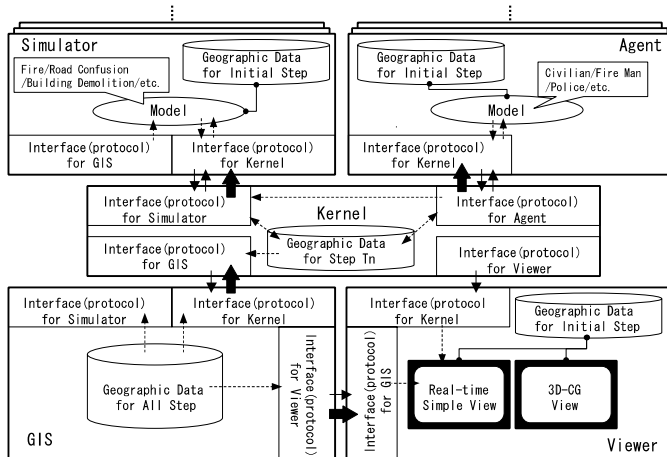 Simulator
Geographic Data
for Initial Step
Fire/Road Confusion
/Building Demolition/etc.
Model
Interface(protocol)
for GIS
Interface(protocol)
for Kernel
Agent
Geographic Data
for Initial Step
Civilian/Fire Man
/Police/etc.
Model
Interface(protocol)
for Kernel
Interface(protocol)
for Simulator
Kernel
Interface(protocol)
for Agent
Geographic Data
for Step Tn
Interface(protocol)
for GIS
Interface(protocol)
for Viewer
Interface(protocol)
for Simulator
Interface(protocol)
for Kernel
Geographic Data
for All Step
Interface(protocol)
for Viewer
GIS
Interface(protocol)
for Kernel
Geographic Data
for Initial Step
Interface(protocol)
for GIS
Real-time
Simple View
3D-CG
View
Viewer